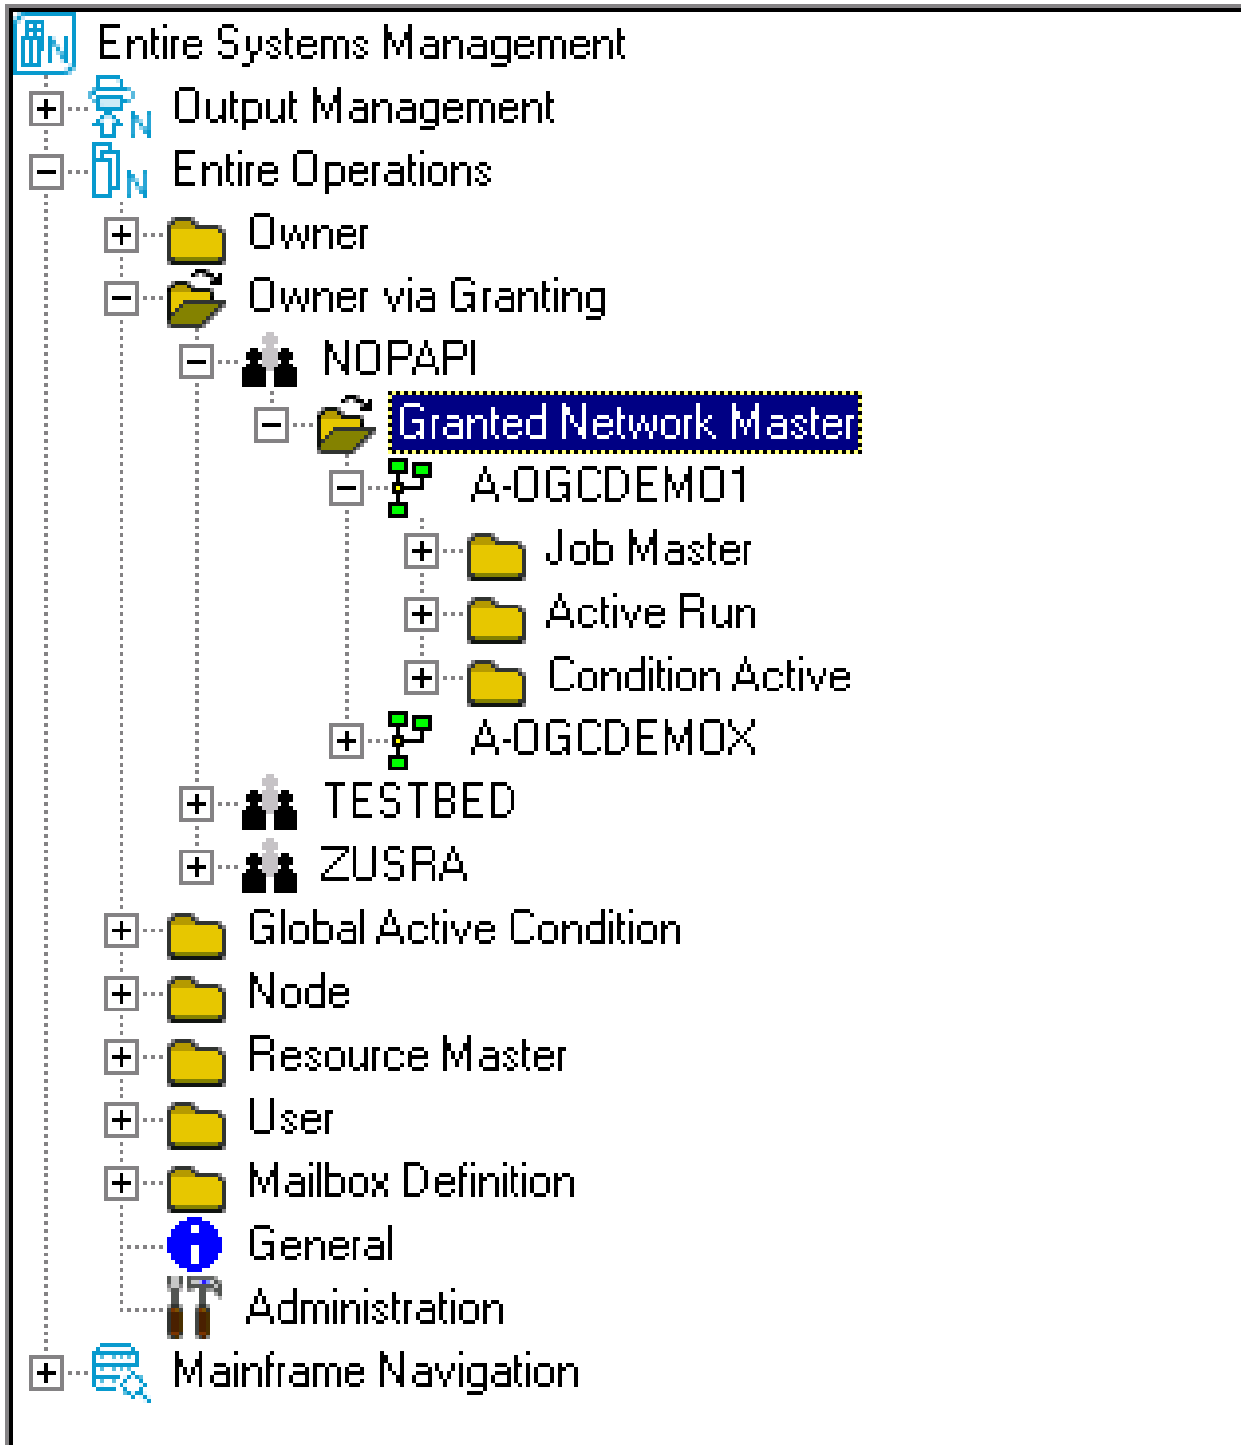 Entire Systems Management
Output Management
Entire Operations
Owner
Owner via Granting
NOPAPI
Granted Network Master
A-OGCDEMO1
Job Master
Active Run
Condition Active
A-OGCDEMOX
TESTBED
ZUSRA
Global Active Condition
Node
Resource Master
User
Mailbox Definition
General
Administration
Mainframe Navigation